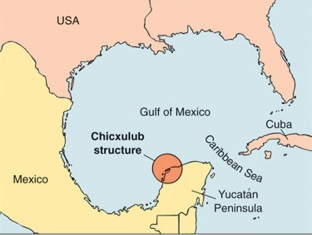 USA
Gulf of Mexico
Cuba
Chicxulub
structure
Caribbean Sea
Mexico
Yucatán
Peninsula